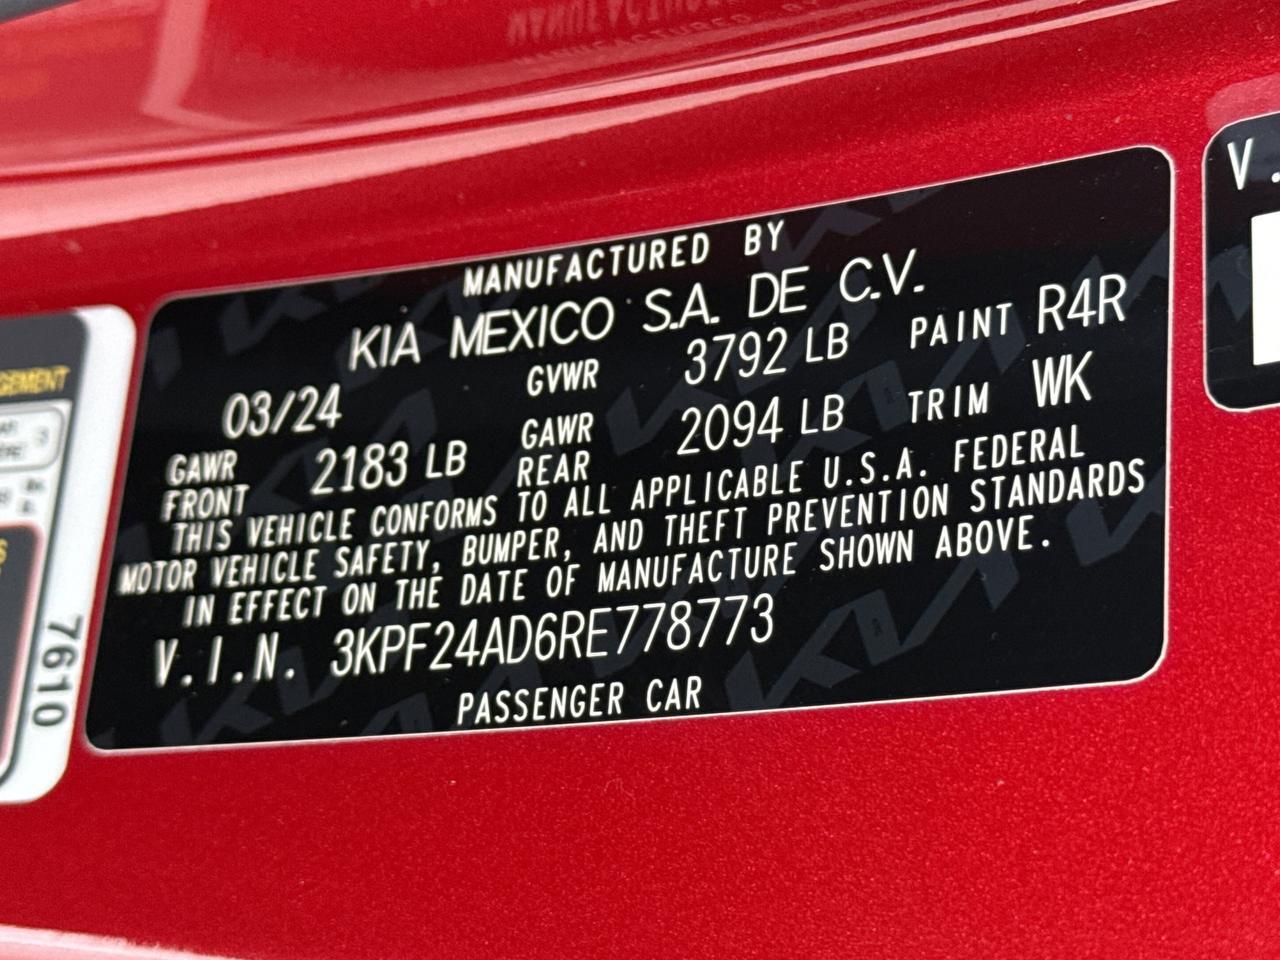 MANUFACTURED BY
KIA MEXICO S.A. DE C.V.
03/24 GVWR 3792 LB PAINT R4R
GAWR FRONT 2183 LB GAWR REAR 2094 LB TRIM WK
THIS VEHICLE CONFORMS TO ALL APPLICABLE U.S.A. FEDERAL
MOTOR VEHICLE SAFETY, BUMPER, AND THEFT PREVENTION STANDARDS
IN EFFECT ON THE DATE OF MANUFACTURE SHOWN ABOVE.
V.I.N. 3KPF24AD6RE778773
PASSENGER CAR
7610
V.